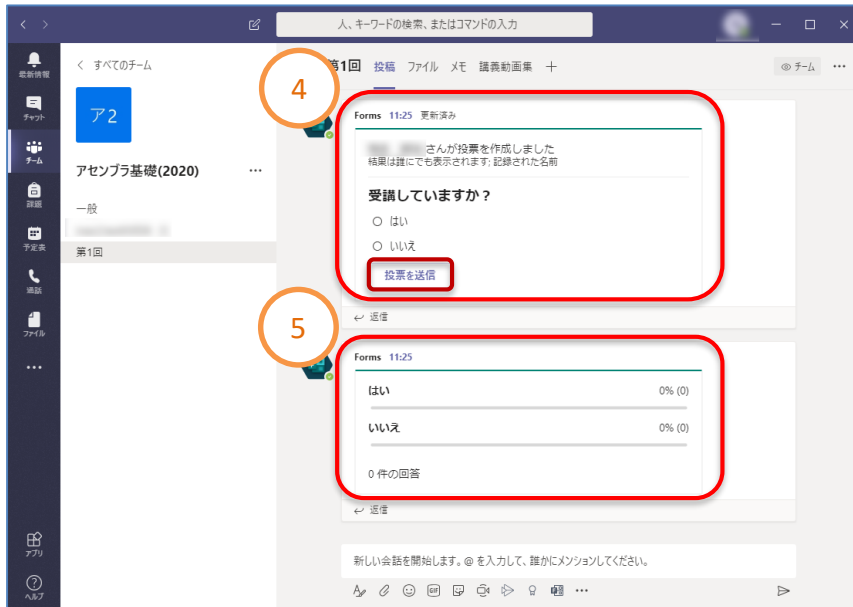 人、キーワードの検索、またはコマンドの入力
最新情報
チャット
チーム
課題
予定表
通話
ファイル
アプリ
ヘルプ
すべてのチーム
ア2
アセンブラ基礎(2020)
一般
第1回
4
第1回 投稿 ファイル メモ 講義動画集
チーム
Forms 11:25 更新済み
さんが投票を作成しました
結果は誰にでも表示されます; 記録された名前
受講していますか？
はい
いいえ
投票を送信
返信
5
Forms 11:25
はい 0% (0)
いいえ 0% (0)
0 件の回答
返信
新しい会話を開始します。@ を入力して、誰かにメンションしてください。
GIF